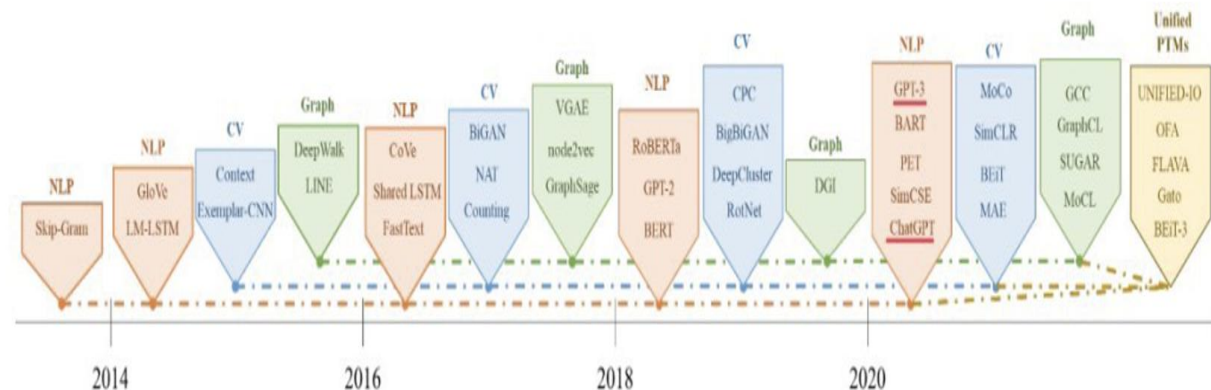 NLP
Skip-Gram
NLP
GloVe
LM-LSTM
CV
Context
Exemplar-CNN
Graph
DeepWalk
LINE
NLP
CoVe
Shared LSTM
FastText
CV
BiGAN
NAT
Counting
Graph
VGAE
node2vec
GraphSage
NLP
RoBERTa
GPT-2
BERT
CV
CPC
BigBiGAN
DeepCluster
RotNet
Graph
DGI
NLP
GPT-3
BART
PET
SimCSE
ChatGPT
CV
MoCo
SimCLR
BEiT
MAE
Graph
GCC
GraphCL
SUGAR
MoCL
Unified
PTMs
UNIFIED-IO
OFA
FLAVA
Gato
BEiT-3
2014
2016
2018
2020